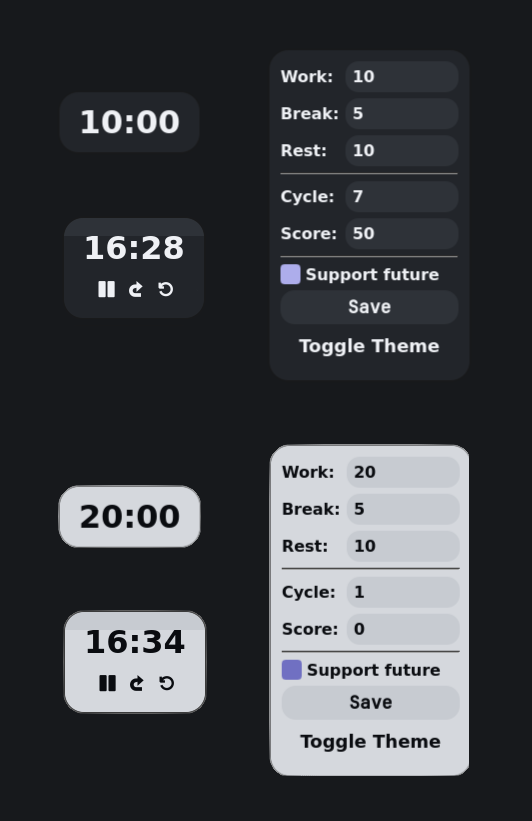 10:00
16:28
Work: 10
Break: 5
Rest: 10
Cycle: 7
Score: 50
Support future
Save
Toggle Theme
20:00
16:34
Work: 20
Break: 5
Rest: 10
Cycle: 1
Score: 0
Support future
Save
Toggle Theme